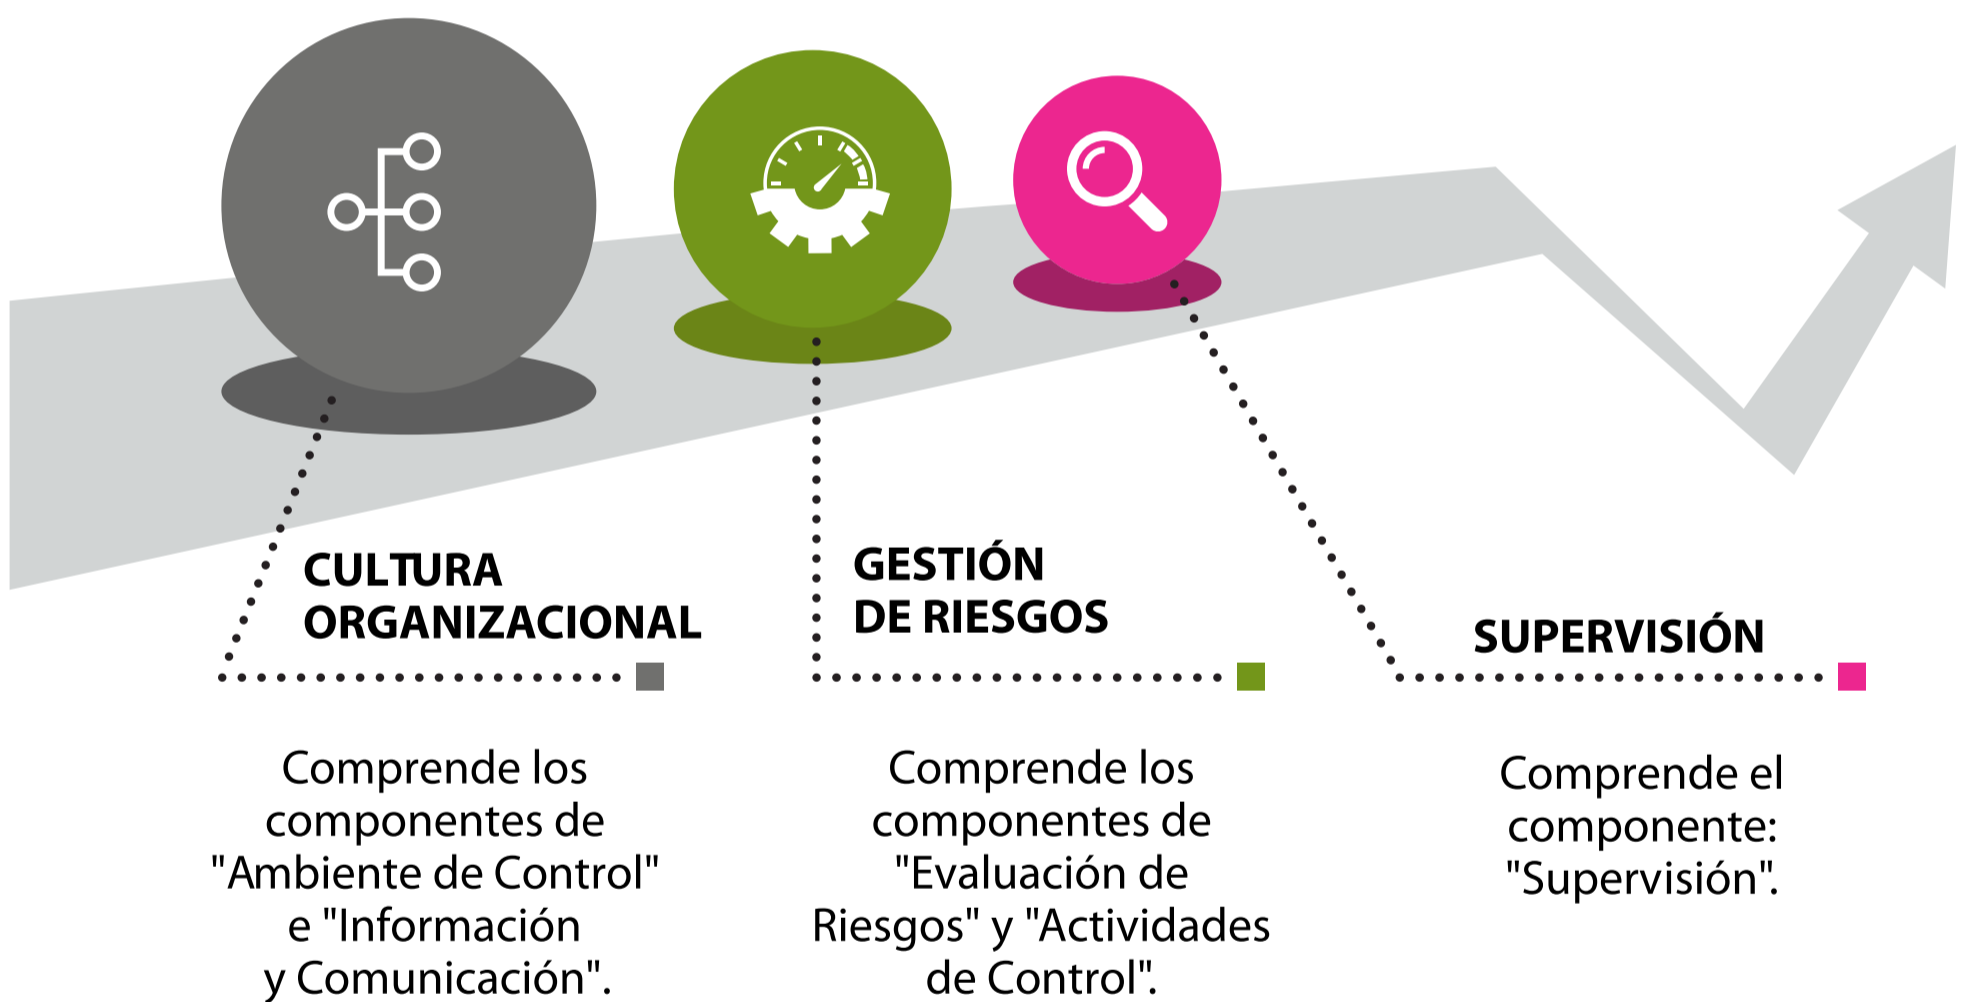 CULTURA
ORGANIZACIONAL
Comprende los
componentes de
"Ambiente de Control"
e "Información
y Comunicación".
GESTIÓN
DE RIESGOS
Comprende los
componentes de
"Evaluación de
Riesgos" y "Actividades
de Control".
SUPERVISIÓN
Comprende el
componente:
"Supervisión".